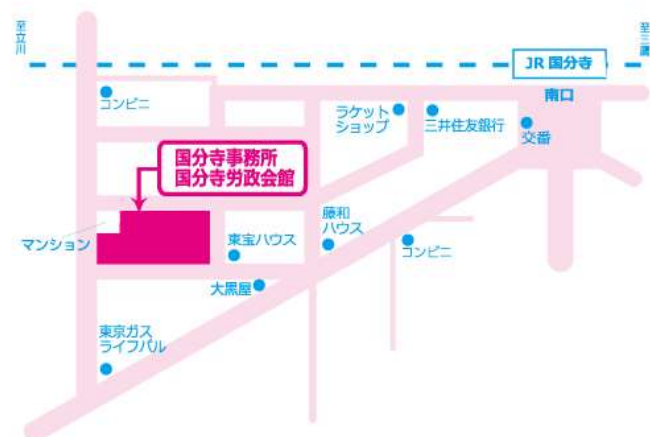 至立川
至三鷹
JR 国分寺
南口
コンビニ
ラケット
ショップ
三井住友銀行
交番
国分寺事務所
国分寺労政会館
マンション
東宝ハウス
藤和
ハウス
コンビニ
大黒屋
東京ガス
ライフバル